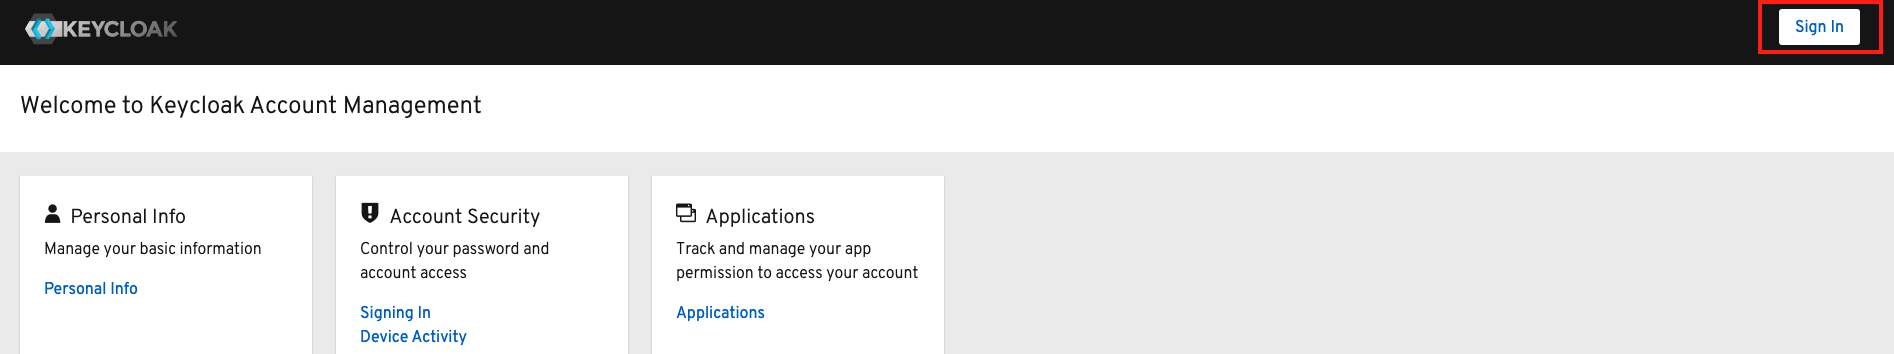 KEYCLOAK
Sign In
Welcome to Keycloak Account Management
Personal Info
Manage your basic information
Personal Info
Account Security
Control your password and
account access
Signing In
Device Activity
Applications
Track and manage your app
permission to access your account
Applications